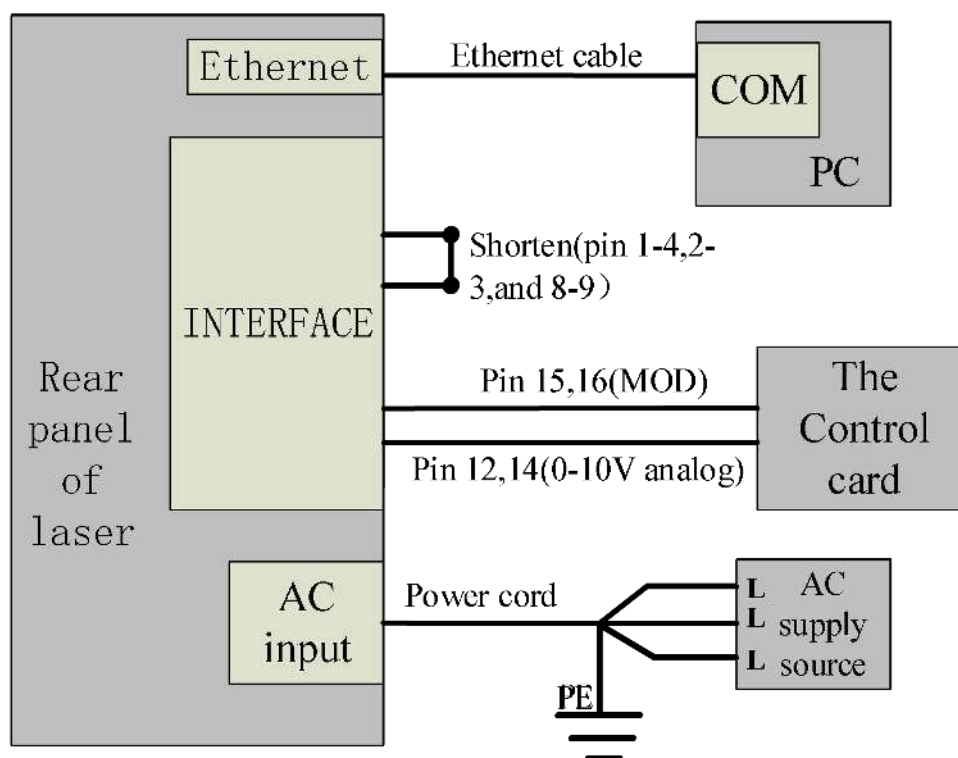 Ethernet
Ethernet cable
COM
PC
Shorten(pin 1-4,2-
3,and 8-9）
INTERFACE
Rear
panel
of
laser
Pin 15,16(MOD)
Pin 12,14(0-10V analog)
The
Control
card
AC
input
Power cord
L
L
L
AC
supply
source
PE